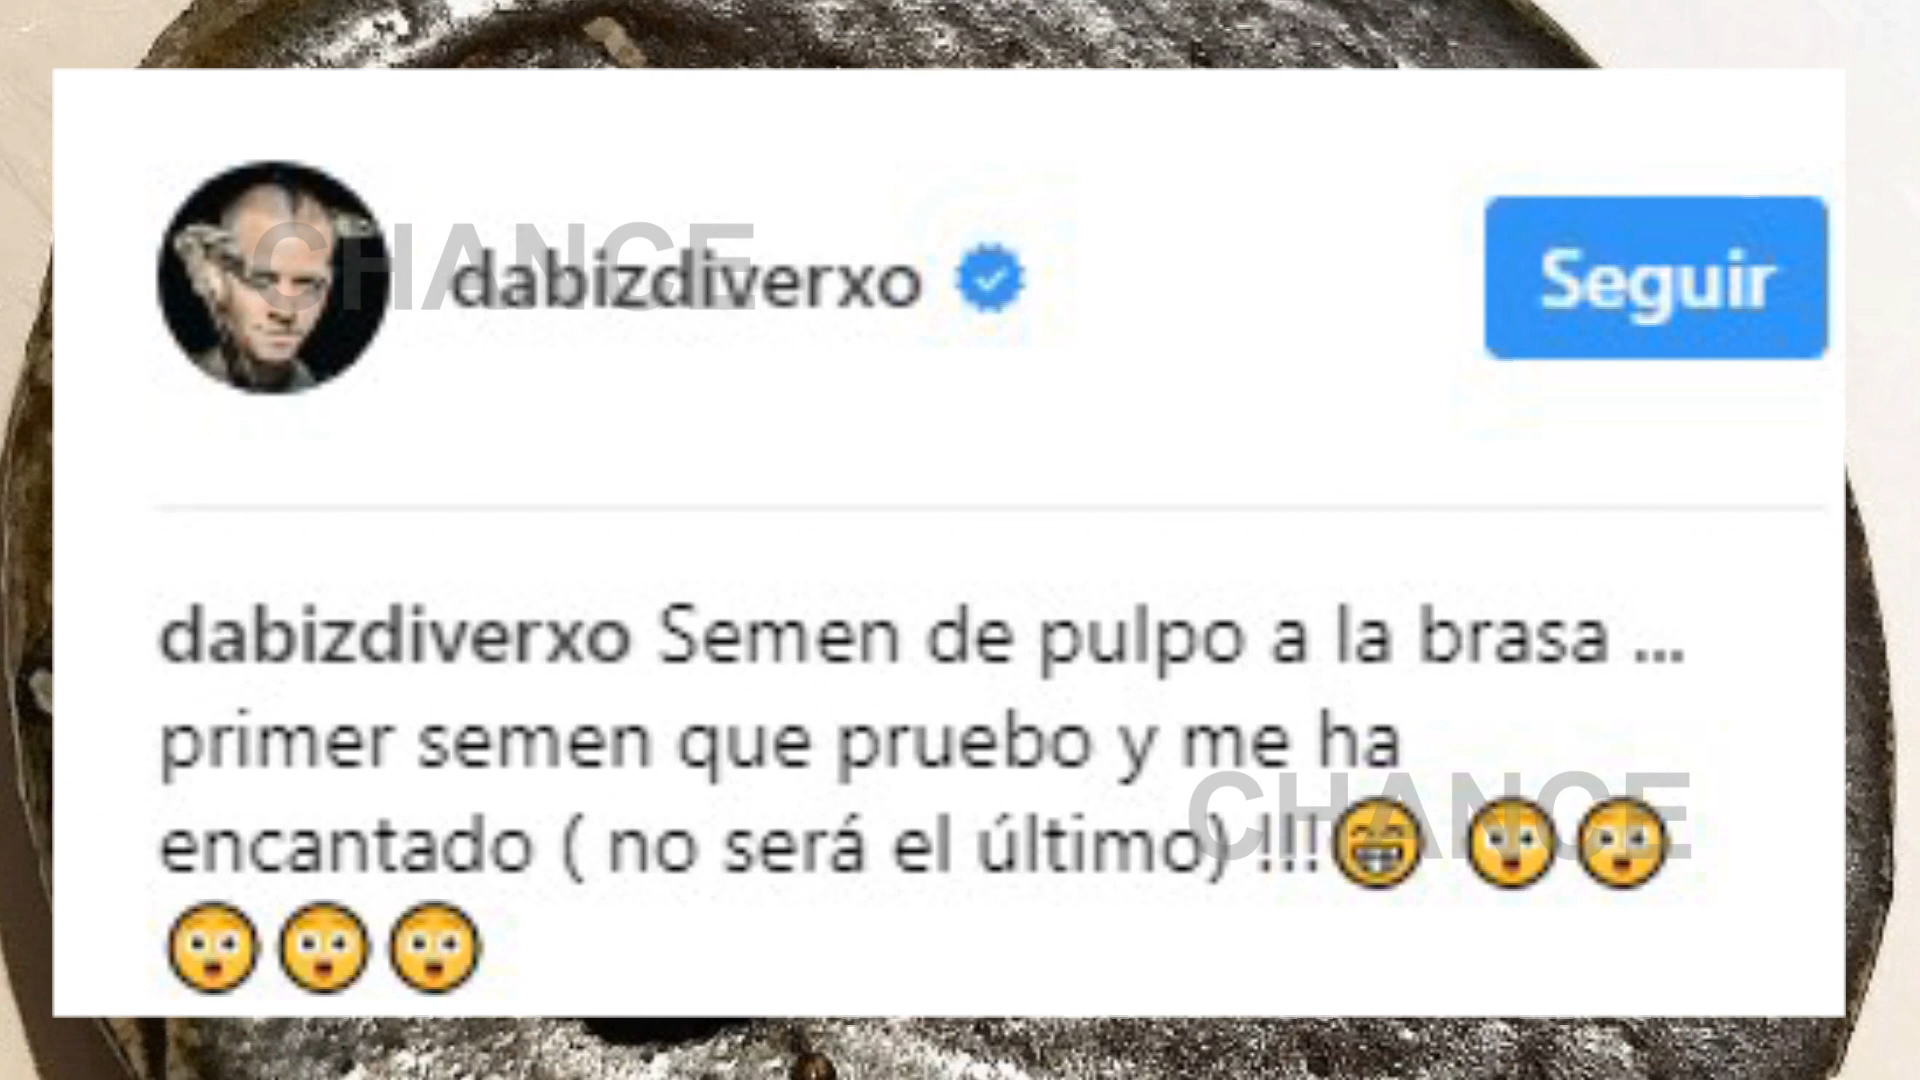 CHANCE
dabizdiverxo
Seguir
dabizdiverxo Semen de pulpo a la brasa ...
primer semen que pruebo y me ha
encantado ( no será el último) !!!😁 😳😳
😳😳😳
CHANCE